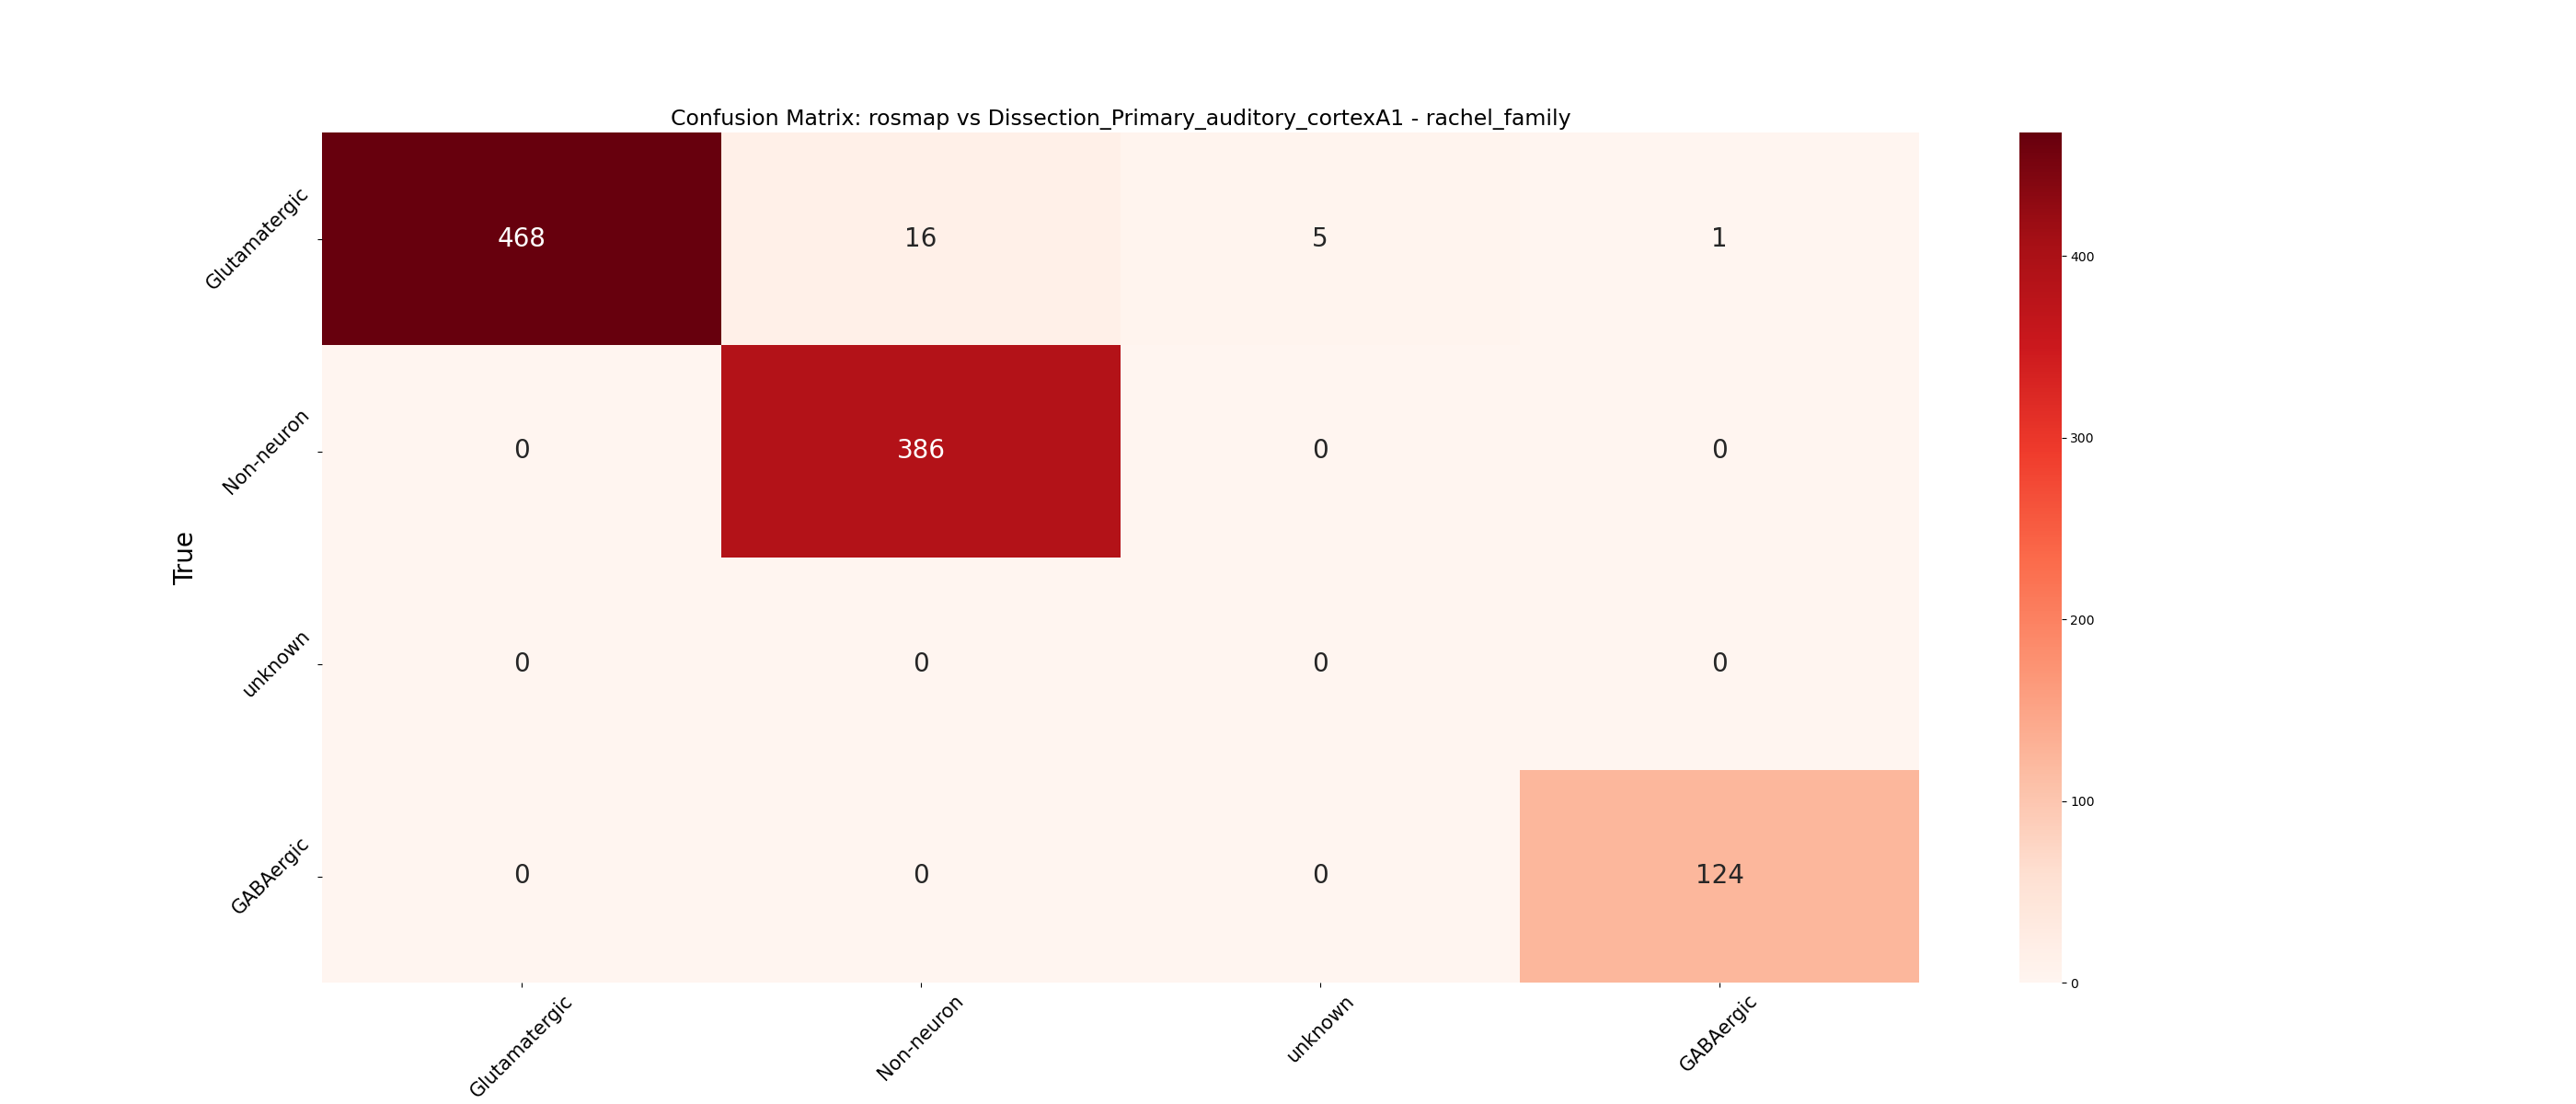 Confusion Matrix: rosmap vs Dissection_Primary_auditory_cortexA1 - rachel_family
Glutamatergic
468
16
5
1
Non-neuron
0
386
0
0
unknown
0
0
0
0
GABAergic
0
0
0
124
True
Glutamatergic
Non-neuron
unknown
GABAergic
400
300
200
100
0